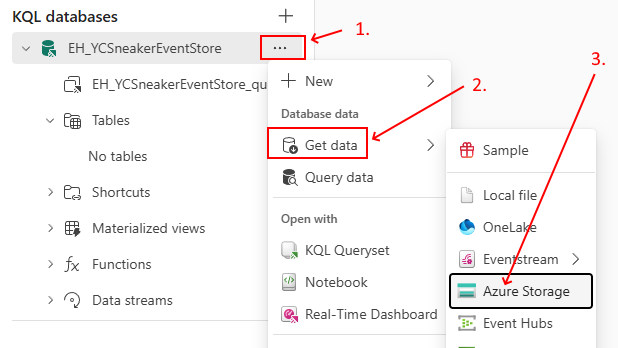 KQL databases
1.
EH_YCSneakerEventStore
3.
New
EH_YCSneakerEventStore_qu
2.
Database data
Tables
Get data
Sample
No tables
Query data
Shortcuts
Local file
Open with
Materialized views
OneLake
KQL Queryset
Functions
Eventstream
Notebook
Data streams
Azure Storage
Real-Time Dashboard
Event Hubs